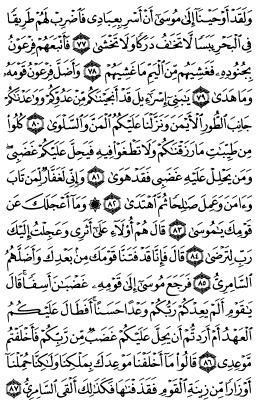 وَلَقَدْ أَوْحَيْنَآ إِلَىٰ مُوسَىٰٓ أَنْ أَسْرِ بِعِبَادِى فَٱضْرِبْ لَهُمْ طَرِيقًا
فِى ٱلْبَحْرِ يَبَسًا لَّا تَخَٰفُ دَرَكًا وَلَا تَخْشَىٰ ٧٧ فَأَتْبَعَهُمْ فِرْعَوْنُ
بِجُنُودِهِۦ فَغَشِيَهُم مِّنَ ٱلْيَمِّ مَا غَشِيَهُمْ ٧٨ وَأَضَلَّ فِرْعَوْنُ قَوْمَهُۥ
وَمَا هَدَىٰ ٧٩ يَٰبَنِىٓ إِسْرَٰٓءِيلَ قَدْ أَنجَيْنَٰكُم مِّنْ عَدُوِّكُمْ وَوَٰعَدْنَٰكُمْ
جَانِبَ ٱلطُّورِ ٱلْأَيْمَنَ وَنَزَّلْنَا عَلَيْكُمُ ٱلْمَنَّ وَٱلسَّلْوَىٰ ٨٠ كُلُوا۟
مِن طَيِّبَٰتِ مَا رَزَقْنَٰكُمْ وَلَا تَطْغَوْا۟ فِيهِ فَيَحِلَّ عَلَيْكُمْ غَضَبِى ۖ
وَمَن يَحْلِلْ عَلَيْهِ غَضَبِى فَقَدْ هَوَىٰ ٨١ وَإِنِّى لَغَفَّارٌ لِّمَن تَابَ
وَءَامَنَ وَعَمِلَ صَٰلِحًا ثُمَّ ٱهْتَدَىٰ ٨٢ ۞ وَمَآ أَعْجَلَكَ عَن
قَوْمِكَ يَٰمُوسَىٰ ٨٣ قَالَ هُمْ أُو۟لَآءِ عَلَىٰٓ أَثَرِى وَعَجِلْتُ إِلَيْكَ
رَبِّ لِتَرْضَىٰ ٨٤ قَالَ فَإِنَّا قَدْ فَتَنَّا قَوْمَكَ مِنۢ بَعْدِكَ وَأَضَلَّهُمُ
ٱلسَّامِرِىُّ ٨٥ فَرَجَعَ مُوسَىٰٓ إِلَىٰ قَوْمِهِۦ غَضْبَٰنَ أَسِفًا ۚ قَالَ
يَٰقَوْمِ أَلَمْ يَعِدْكُمْ رَبُّكُمْ وَعْدًا حَسَنًا ۚ أَفَطَالَ عَلَيْكُمُ
ٱلْعَهْدُ أَمْ أَرَدتُّمْ أَن يَحِلَّ عَلَيْكُمْ غَضَبٌ مِّن رَّبِّكُمْ فَأَخْلَفْتُم
مَّوْعِدِى ٨٦ قَالُوا۟ مَآ أَخْلَفْنَا مَوْعِدَكَ بِمَلْكِنَا وَلَٰكِنَّا حُمِّلْنَآ
أَوْزَارًا مِّن زِينَةِ ٱلْقَوْمِ فَقَذَفْنَٰهَا فَكَذَٰلِكَ أَلْقَى ٱلسَّامِرِىُّ ٨٧